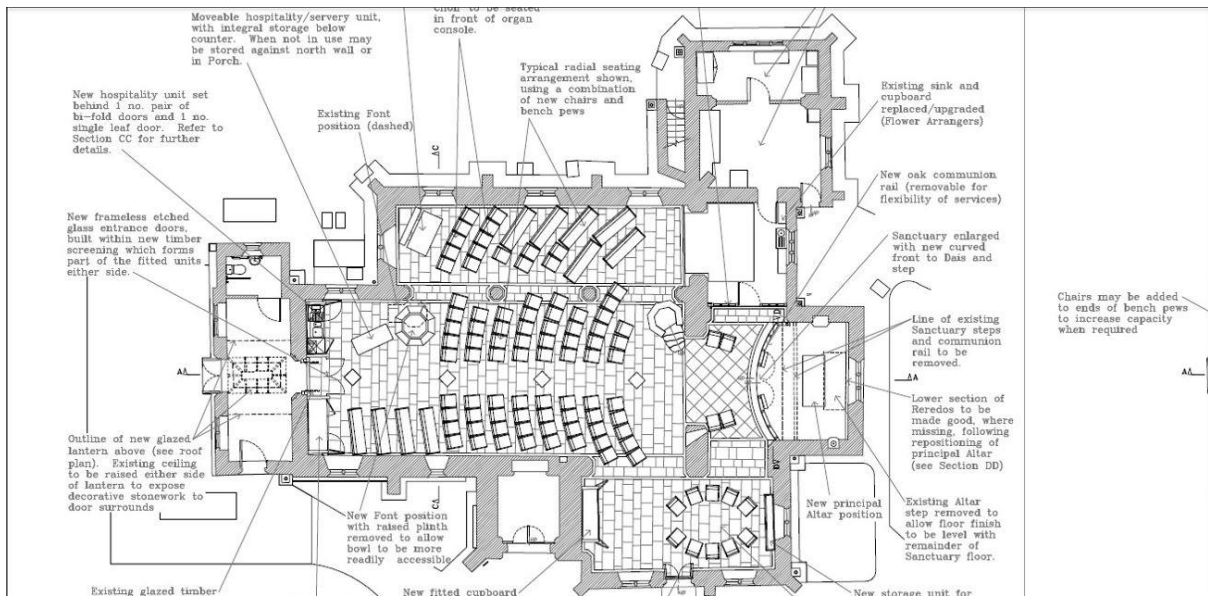 Moveable hospitality/servery unit,
with integral storage below
counter. When not in use may
be stored against north wall or
in Porch.
to be seated
in front of organ
console.
Typical radial seating
arrangement shown,
using a combination
of new chairs and
bench pews
New hospitality unit set
behind 1 no. pair of
bi-fold doors and 1 no.
single leaf door. Refer to
Section CC for further
details.
Existing Font
position (dashed)
Existing sink and
cupboard
replaced/upgraded
(Flower Arrangers)
New oak communion
rail (removable for
flexibility of services)
New frameless etched
glass entrance doors,
built within new timber
screening which forms
part of the fitted units
either side.
Sanctuary enlarged
with new curved
front to Dais and
step
Line of existing
Sanctuary steps
and communion
rail to be
removed.
Chairs may be added
to ends of bench pews
to increase capacity
when required
Lower section of
Reredos to be
made good, where
missing, following
repositioning of
principal Altar
(see Section DD)
Outline of new glazed
lantern above (see roof
plan). Existing ceiling
to be raised either side
of lantern to expose
decorative stonework to
door surrounds
New Font position
with raised plinth
removed to allow
bowl to be more
readily accessible
New principal
Altar position
Existing Altar
step removed to
allow floor finish
to be level with
remainder of
Sanctuary floor.
Existing glazed timber
New fitted cupboard
New storage unit for
C
C
A
A
A